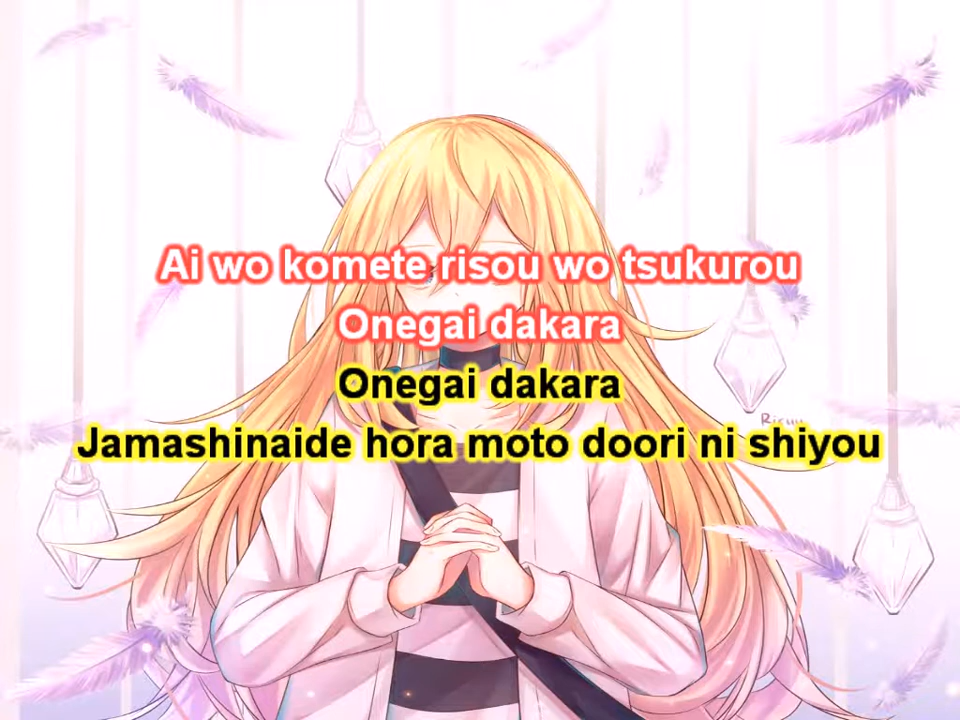 Ai wo komete risou wo tsukurou
Onegai dakara
Onegai dakara
Jamashinaide hora moto doori ni shiyou